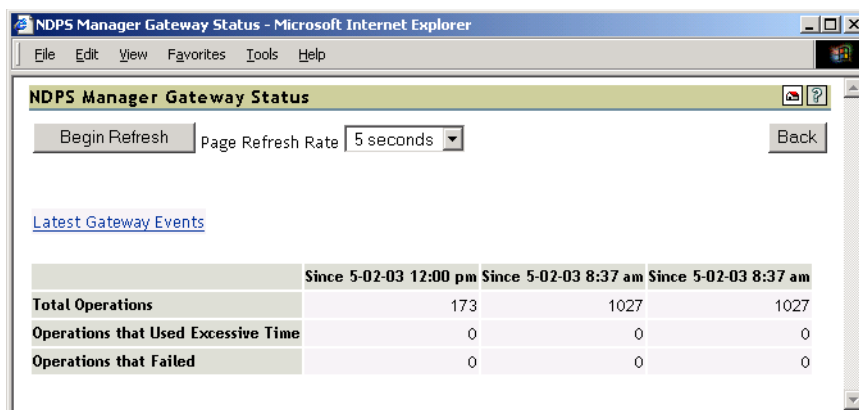 NDPS Manager Gateway Status - Microsoft Internet Explorer
File Edit View Favorites Tools Help
NDPS Manager Gateway Status
?
Begin Refresh Page Refresh Rate 5 seconds Back
Latest Gateway Events
Since 5-02-03 12:00 pm Since 5-02-03 8:37 am Since 5-02-03 8:37 am
Total Operations 173 1027 1027
Operations that Used Excessive Time 0 0 0
Operations that Failed 0 0 0